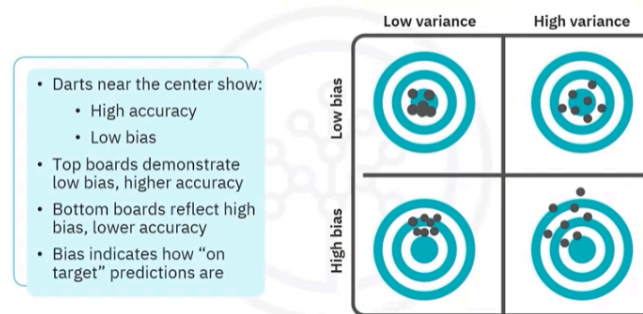 Low variance
High variance
• Darts near the center show:
• High accuracy
• Low bias
• Top boards demonstrate
low bias, higher accuracy
• Bottom boards reflect high
bias, lower accuracy
• Bias indicates how “on
target” predictions are
Low bias
High bias